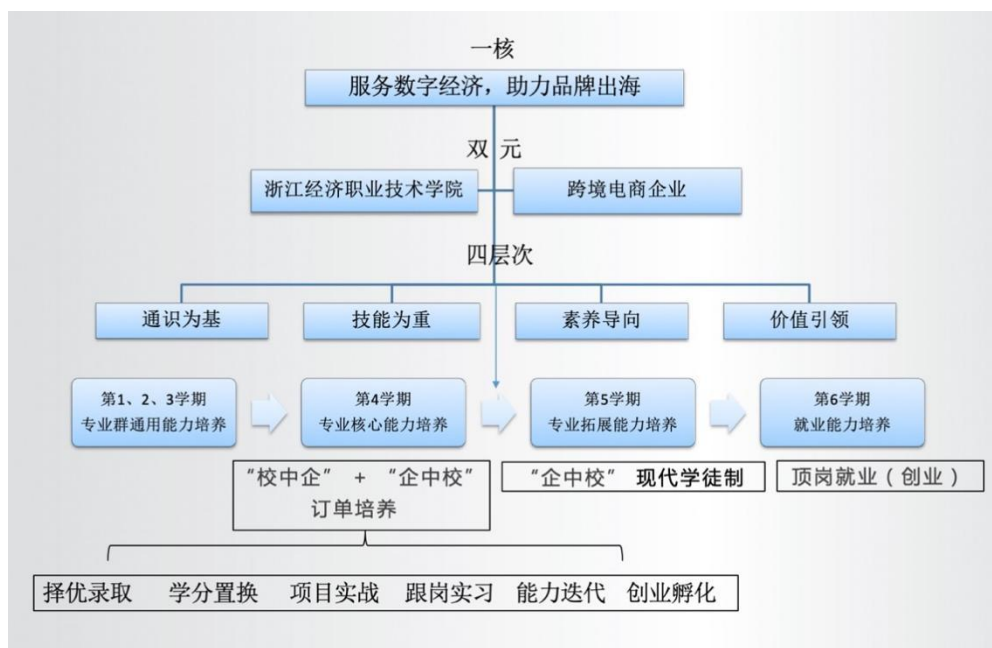 一核
服务数字经济，助力品牌出海
双 元
浙江经济职业技术学院
跨境电商企业
四层次
通识为基
技能为重
素养导向
价值引领
第1、2、3学期
专业群通用能力培养
第4学期
专业核心能力培养
第5学期
专业拓展能力培养
第6学期
就业能力培养
“校中企” + “企中校”
订单培养
“企中校” 现代学徒制
顶岗就业（创业）
择优录取 学分置换 项目实战 跟岗实习 能力迭代 创业孵化